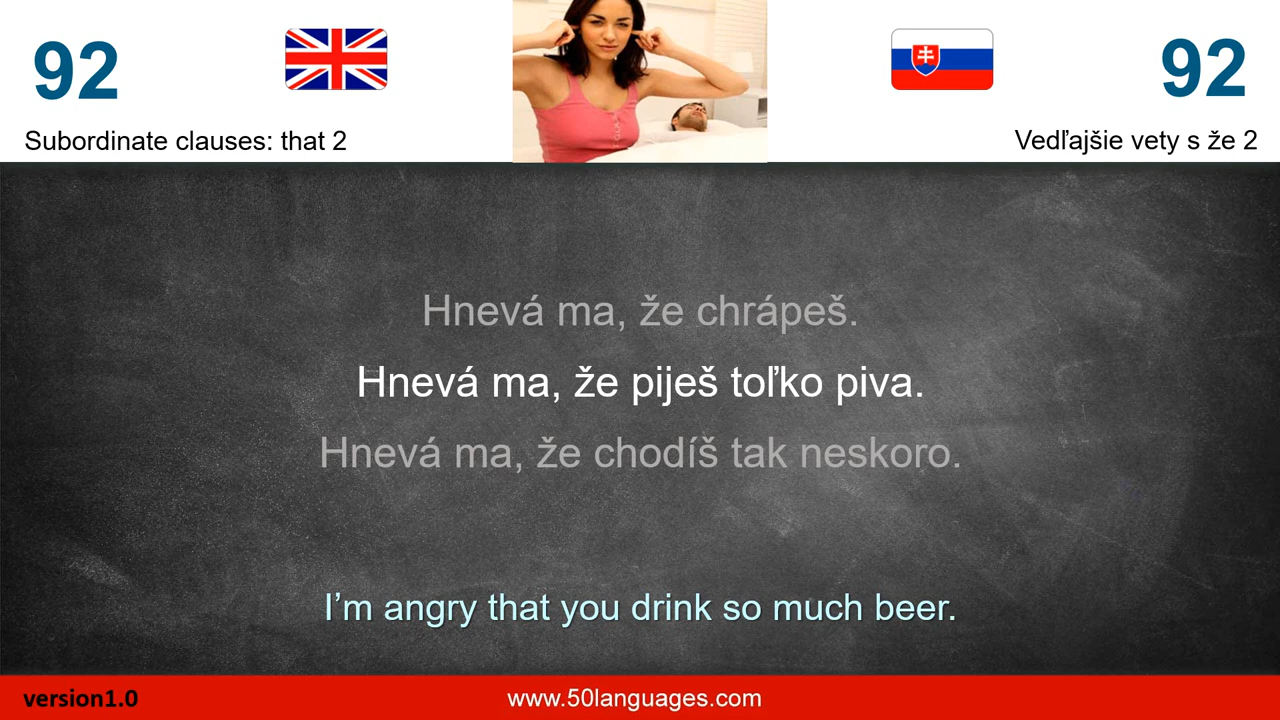 92
92
Subordinate clauses: that 2
Vedľajšie vety s že 2
Hnevá ma, že chrápeš.
Hnevá ma, že piješ toľko piva.
Hnevá ma, že chodíš tak neskoro.
I’m angry that you drink so much beer.
version1.0
www.50languages.com